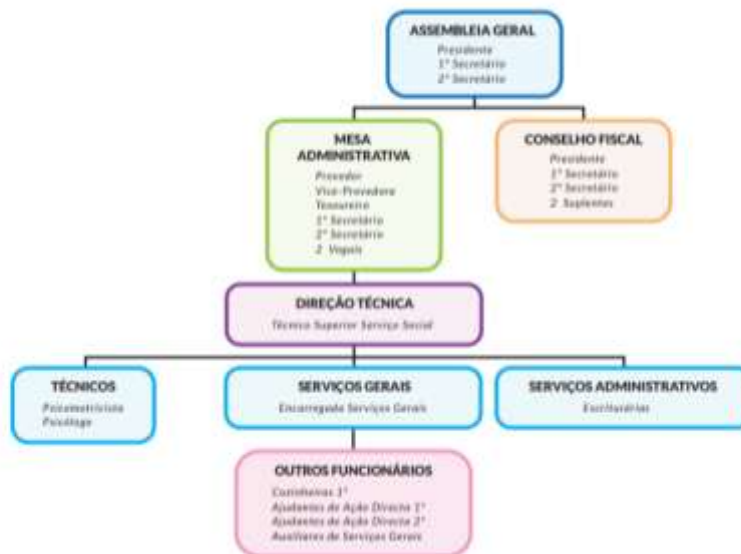 ASSEMBLEIA GERAL
Presidente
1º Secretário
2º Secretário
MESA
ADMINISTRATIVA
Provedor
Vice-Provedora
Tesoureiro
1º Secretário
2º Secretário
2 Vogais
CONSELHO FISCAL
Presidente
1º Secretário
2º Secretário
2 Suplentes
DIREÇÃO TÉCNICA
Técnico Superior Serviço Social
TÉCNICOS
Psicomotricista
Psicólogo
SERVIÇOS GERAIS
Encarregada Serviços Gerais
SERVIÇOS ADMINISTRATIVOS
Escriturárias
OUTROS FUNCIONÁRIOS
Cozinheiras 1ª
Ajudantes de Ação Directa 1ª
Ajudantes de Ação Directa 2ª
Auxiliares de Serviços Gerais